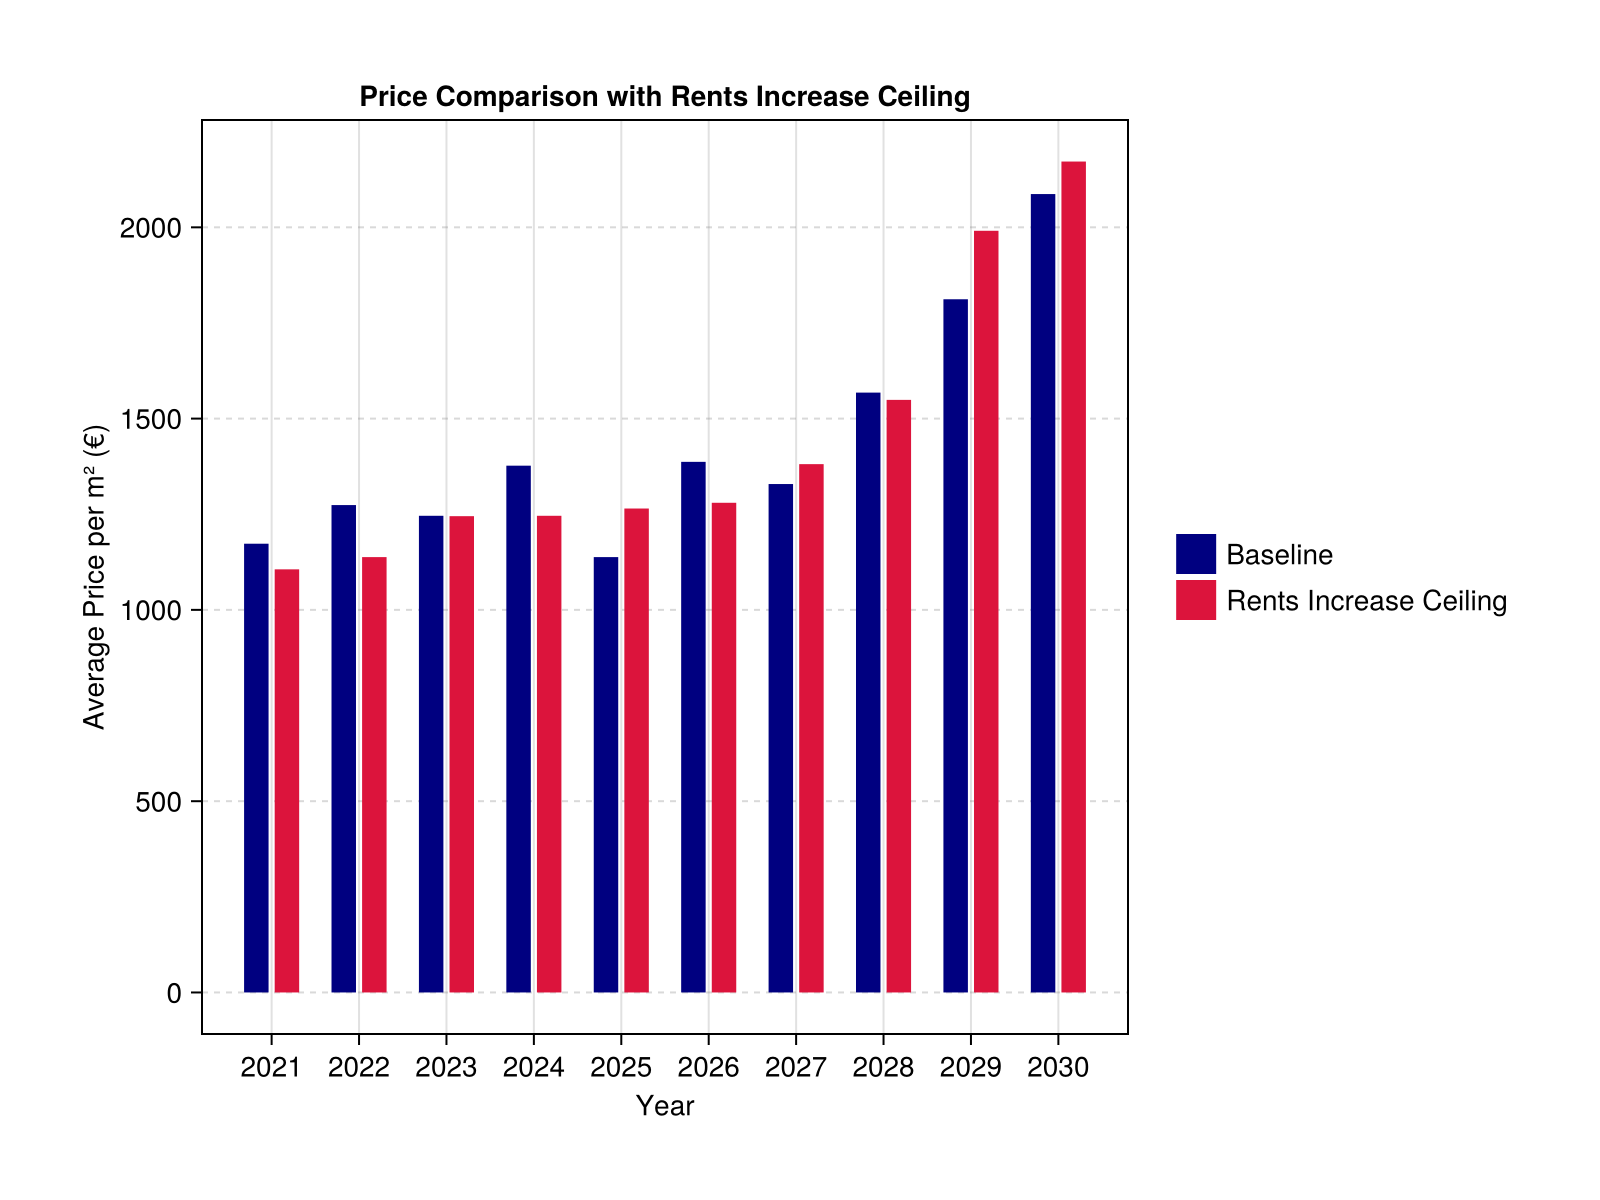 Price Comparison with Rents Increase Ceiling
Average Price per m² (€)
2000
1500
1000
500
0
2021 2022 2023 2024 2025 2026 2027 2028 2029 2030
Year
Baseline
Rents Increase Ceiling